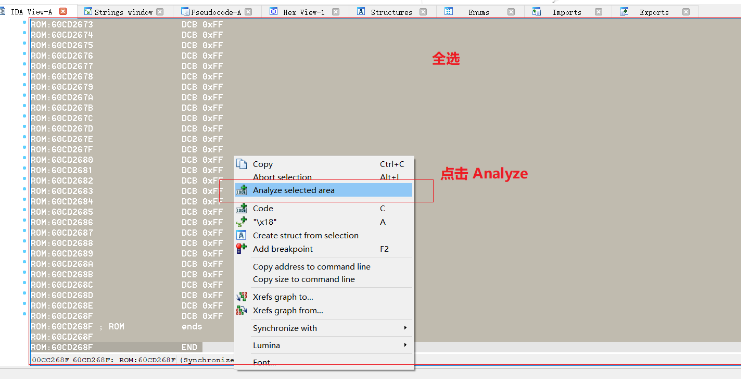 IDA View-A Strings window Pseudocode-A Hex View-1 Structures Enums Imports Exports
ROM:60CD2673 DCB 0xFF
ROM:60CD2674 DCB 0xFF
ROM:60CD2675 DCB 0xFF
ROM:60CD2676 DCB 0xFF
ROM:60CD2677 DCB 0xFF
ROM:60CD2678 DCB 0xFF
ROM:60CD2679 DCB 0xFF
ROM:60CD267A DCB 0xFF
ROM:60CD267B DCB 0xFF
ROM:60CD267C DCB 0xFF
ROM:60CD267D DCB 0xFF
ROM:60CD267E DCB 0xFF
ROM:60CD267F DCB 0xFF
ROM:60CD2680 DCB 0xFF
ROM:60CD2681 DCB 0xFF
ROM:60CD2682 DCB 0xFF
ROM:60CD2683 DCB 0xFF
ROM:60CD2684 DCB 0xFF
ROM:60CD2685 DCB 0xFF
ROM:60CD2686 DCB 0xFF
ROM:60CD2687 DCB 0xFF
ROM:60CD2688 DCB 0xFF
ROM:60CD2689 DCB 0xFF
ROM:60CD268A DCB 0xFF
ROM:60CD268B DCB 0xFF
ROM:60CD268C DCB 0xFF
ROM:60CD268D DCB 0xFF
ROM:60CD268E DCB 0xFF
ROM:60CD268F DCB 0xFF
ROM:60CD268F ; ROM ends
ROM:60CD268F
ROM:60CD268F END
00CC268F 60CD268F: ROM:60CD268F (Synchronize
全选
点击 Analyze
Copy Ctrl+C
Abort selection Alt+L
Analyze selected area
Code C
"\x18" A
Create struct from selection
Add breakpoint F2
Copy address to command line
Copy size to command line
Xrefs graph to...
Xrefs graph from...
Synchronize with
Lumina
Font